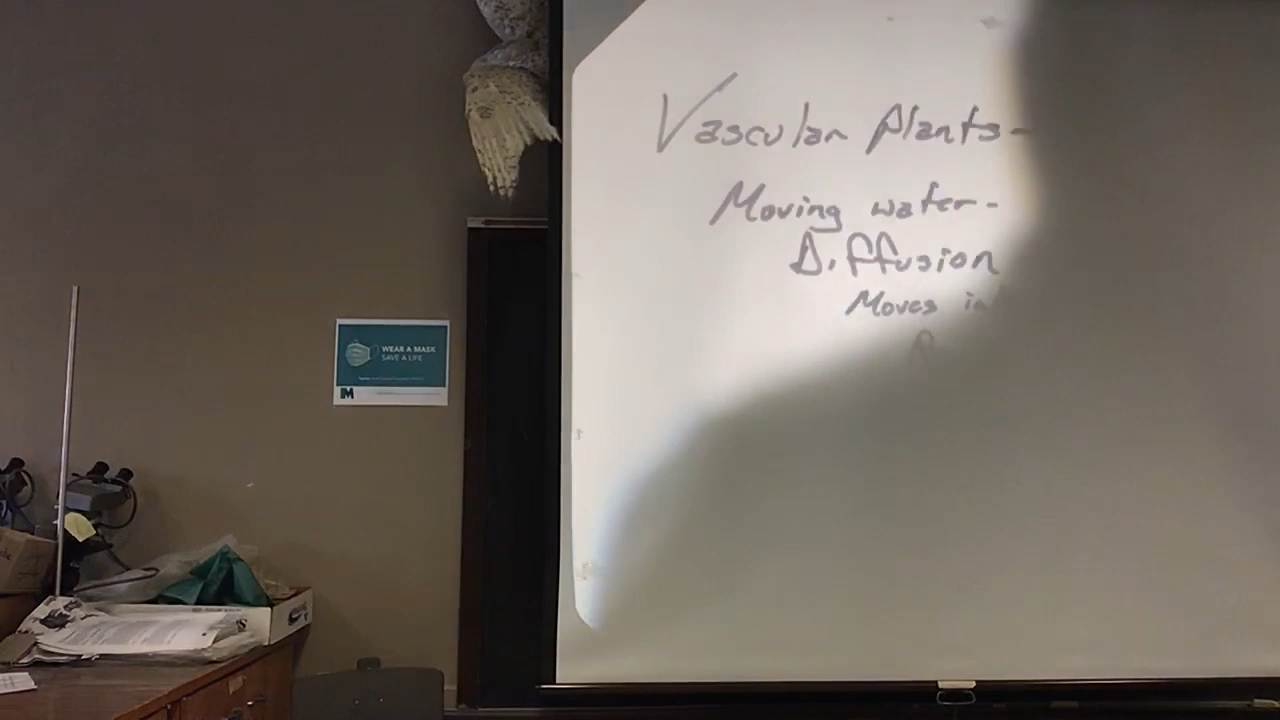 Vascular Plants-
Moving water-
Diffusion
Moves in
WEAR A MASK
SAVE A LIFE
M